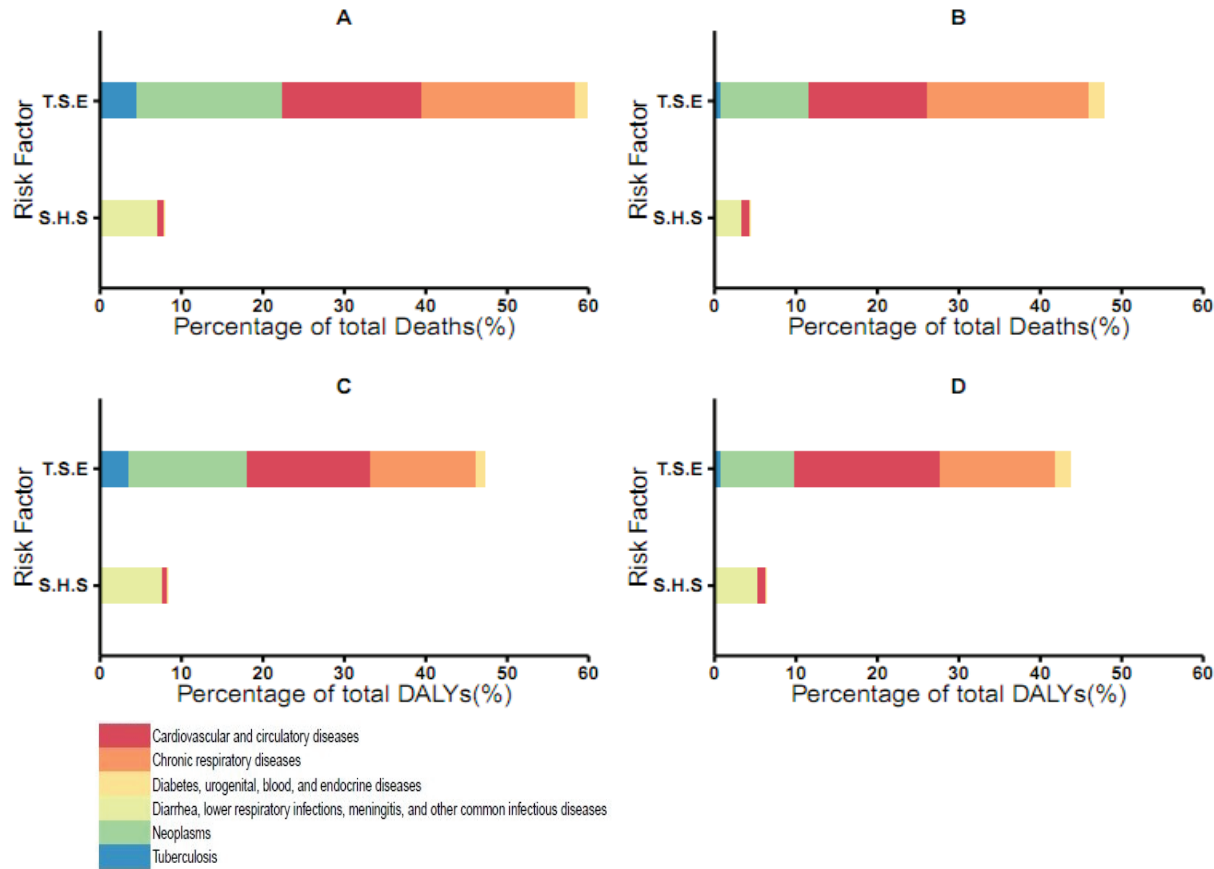 A
Risk Factor
T.S.E
S.H.S
0 10 20 30 40 50 60
Percentage of total Deaths(%)
B
Risk Factor
T.S.E
S.H.S
0 10 20 30 40 50 60
Percentage of total Deaths(%)
C
Risk Factor
T.S.E
S.H.S
0 10 20 30 40 50 60
Percentage of total DALYs(%)
D
Risk Factor
T.S.E
S.H.S
0 10 20 30 40 50 60
Percentage of total DALYs(%)
Cardiovascular and circulatory diseases
Chronic respiratory diseases
Diabetes, urogenital, blood, and endocrine diseases
Diarrhea, lower respiratory infections, meningitis, and other common infectious diseases
Neoplasms
Tuberculosis